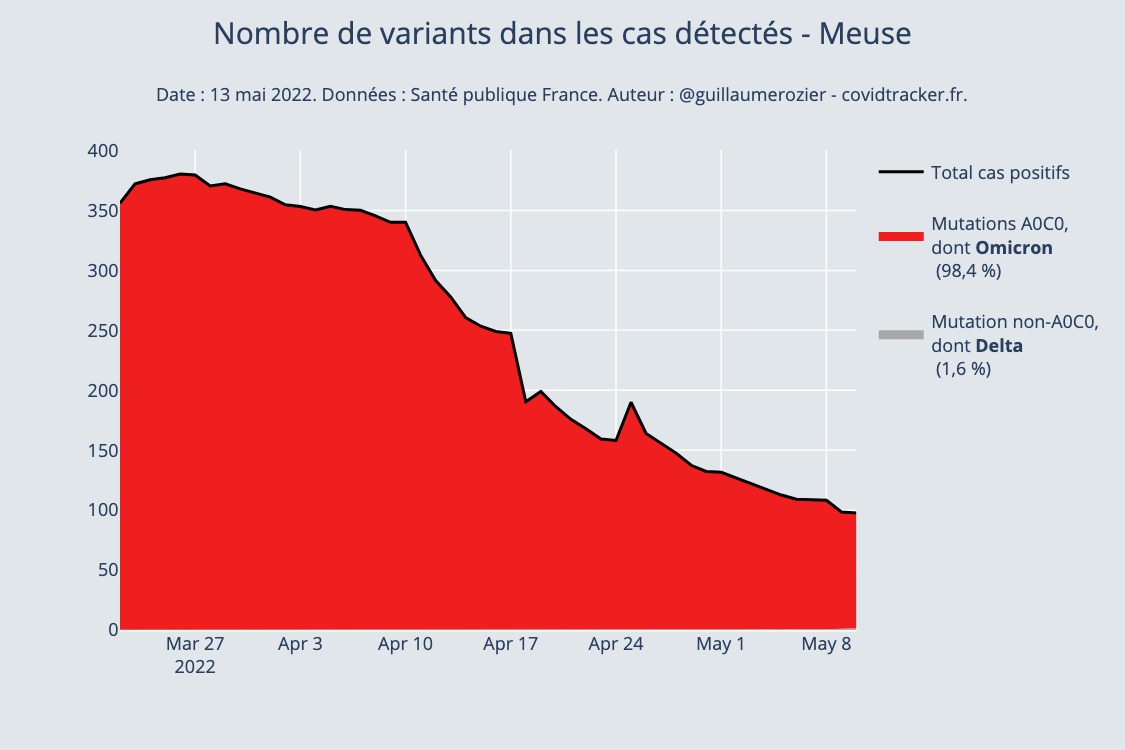 Nombre de variants dans les cas détectés - Meuse
Date : 13 mai 2022. Données : Santé publique France. Auteur : @guillaumerozier - covidtracker.fr.
400
350
300
250
200
150
100
50
0
Mar 27
2022
Apr 3
Apr 10
Apr 17
Apr 24
May 1
May 8
Total cas positifs
Mutations A0C0,
dont Omicron
(98,4 %)
Mutation non-A0C0,
dont Delta
(1,6 %)